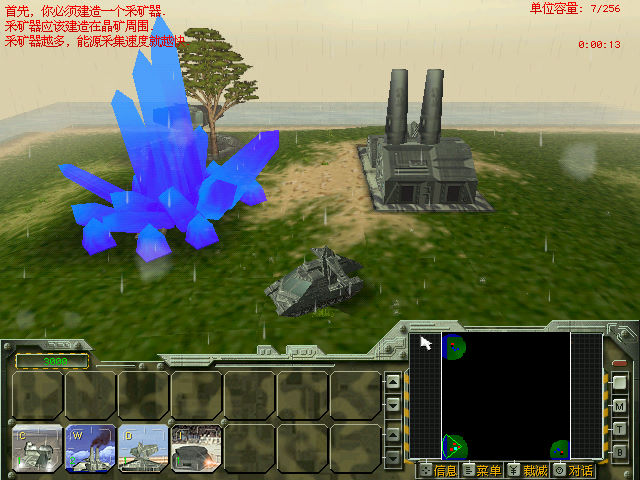 首先，你必须建造一个采矿器.
采矿器应该建造在晶矿周围.
采矿器越多，能源采集速度就越快.
单位容量: 7/256
0:00:13
3000
C W D I
M
T
B
信息 菜单 裁减 对话